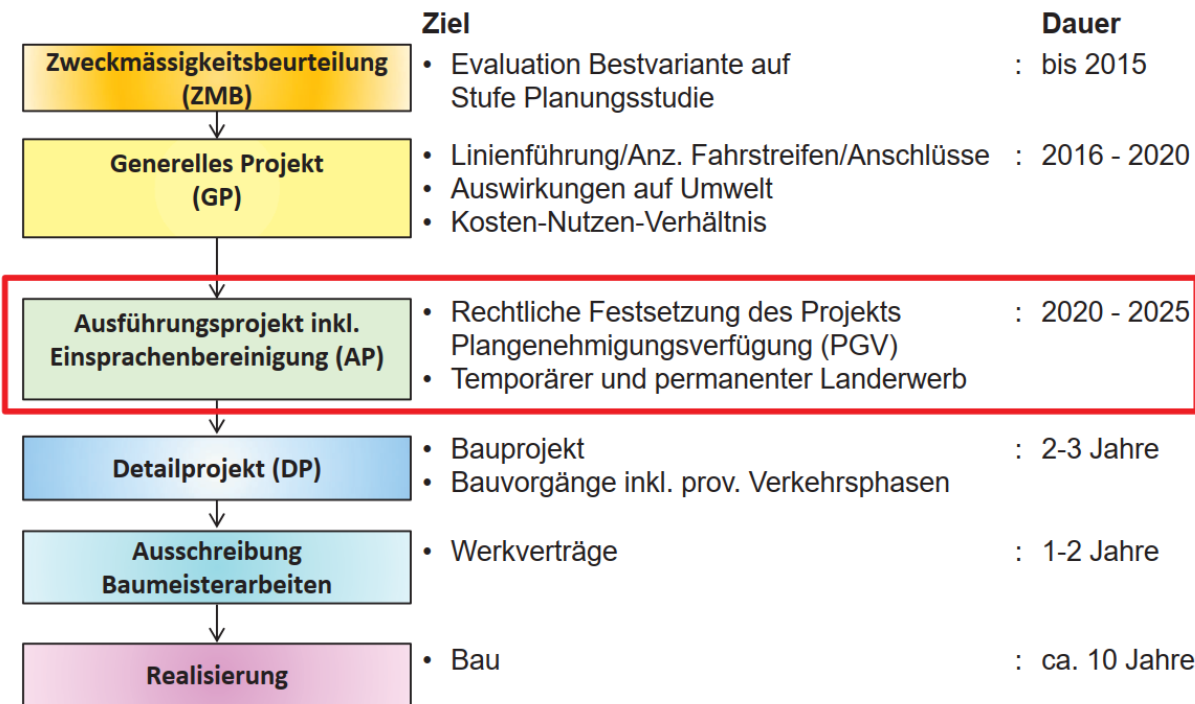 Ziel
Dauer
Zweckmässigkeitsbeurteilung
(ZMB)
• Evaluation Bestvariante auf
Stufe Planungsstudie
: bis 2015
Generelles Projekt
(GP)
• Linienführung/Anz. Fahrstreifen/Anschlüsse
• Auswirkungen auf Umwelt
• Kosten-Nutzen-Verhältnis
: 2016 - 2020
Ausführungsprojekt inkl.
Einsprachenbereinigung (AP)
• Rechtliche Festsetzung des Projekts
Plangenehmigungsverfügung (PGV)
• Temporärer und permanenter Landerwerb
: 2020 - 2025
Detailprojekt (DP)
• Bauprojekt
• Bauvorgänge inkl. prov. Verkehrsphasen
: 2-3 Jahre
Ausschreibung
Baumeisterarbeiten
• Werkverträge
: 1-2 Jahre
Realisierung
• Bau
: ca. 10 Jahre